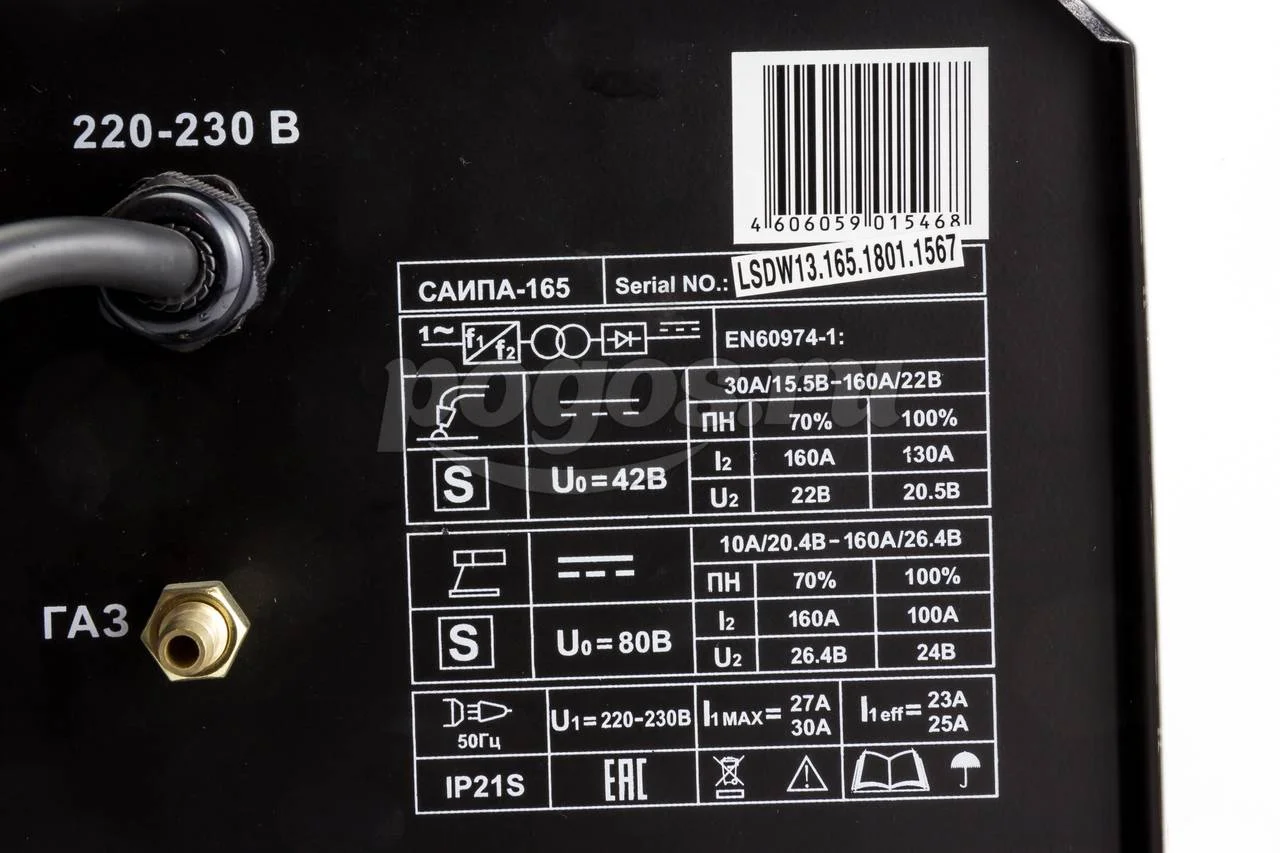 220-230 В
4 606059 015468
САИПА-165 Serial NO.: LSDW13.165.1801.1567
1~ f1 f2 EN60974-1:
30A/15.5В-160A/22В
ПН 70% 100%
I2 160A 130A
S U0=42В
U2 22В 20.5В
10A/20.4В-160A/26.4В
ПН 70% 100%
I2 160A 100A
S U0=80В
U2 26.4В 24В
ГАЗ
50Гц U1=220-230В I1MAX= 27A 30A I1eff= 23A 25A
IP21S EAC
pogos.ru